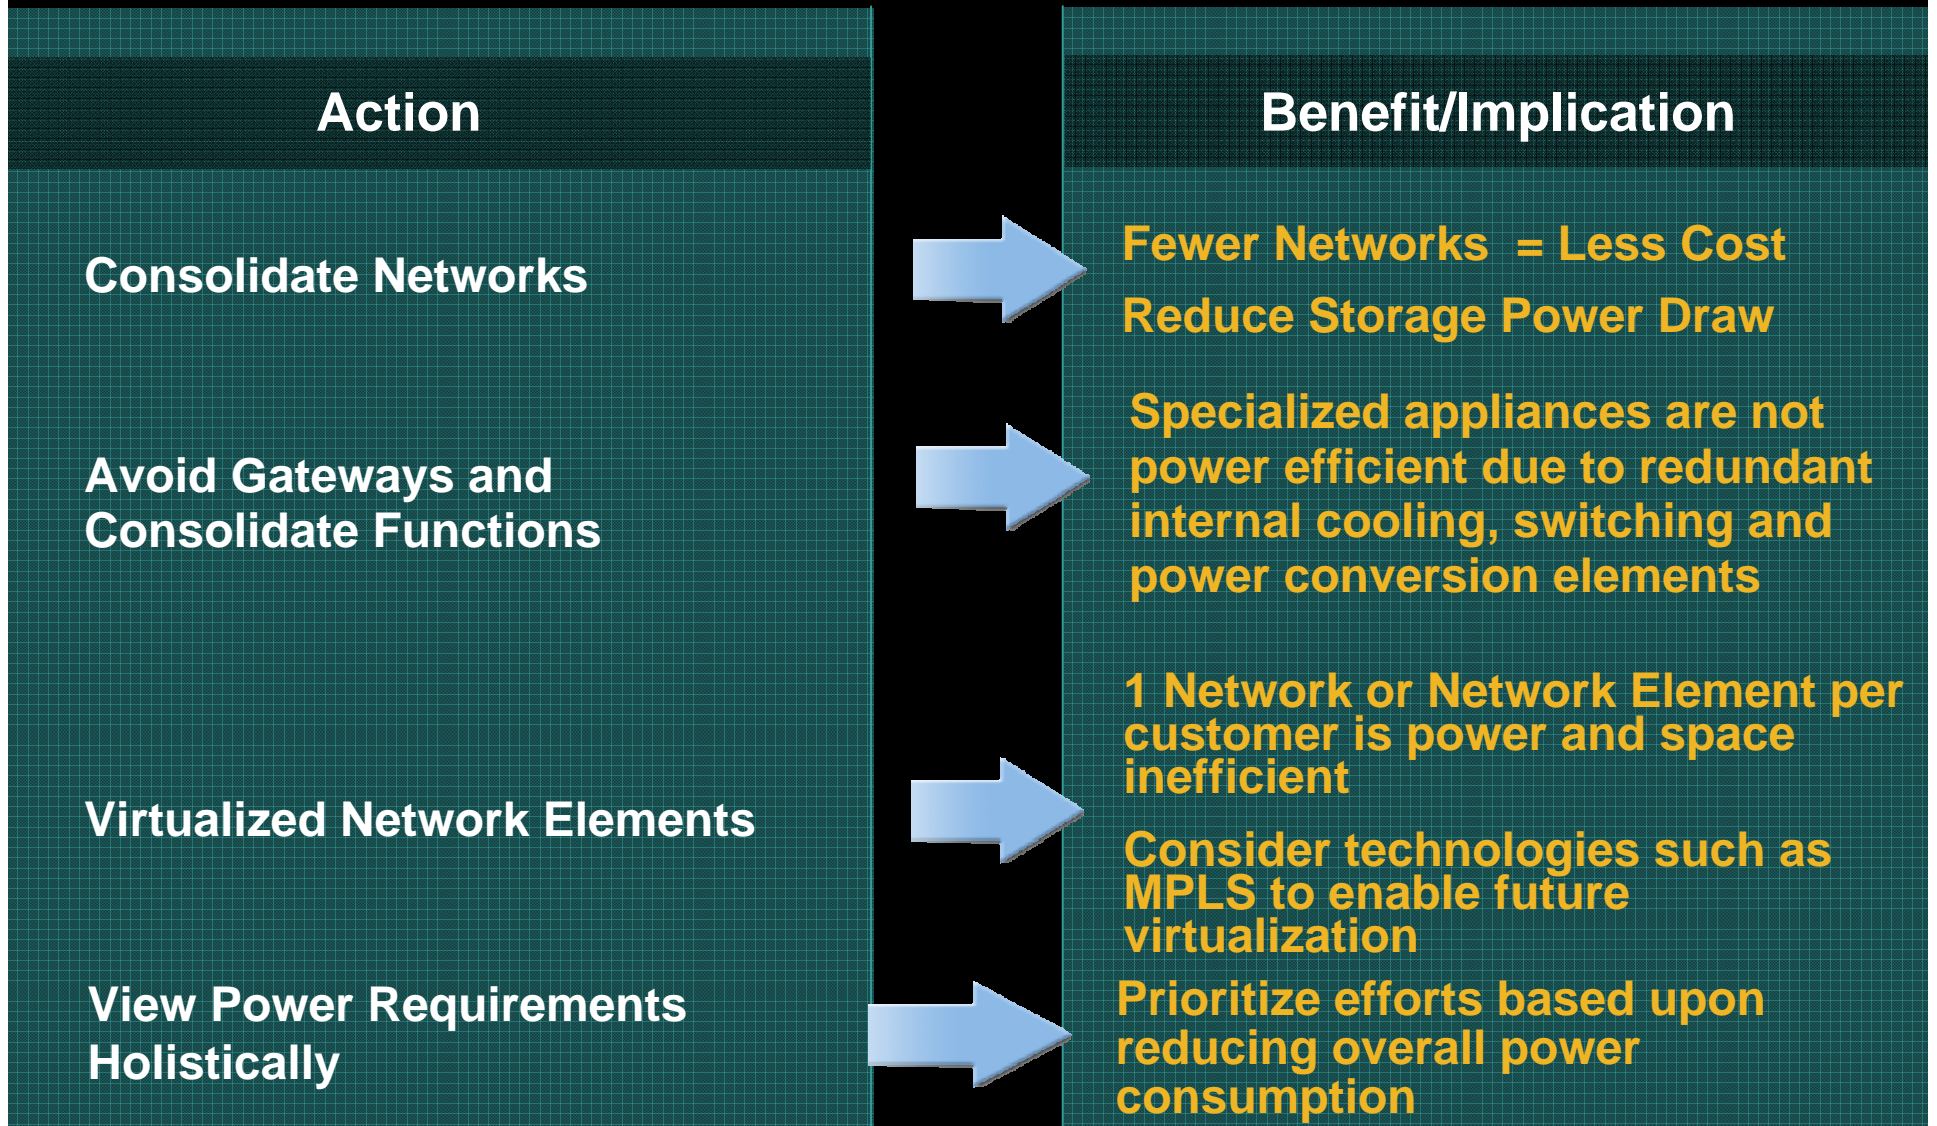 Action
Benefit/Implication
Consolidate Networks
Fewer Networks = Less Cost
Reduce Storage Power Draw
Avoid Gateways and
Consolidate Functions
Specialized appliances are not
power efficient due to redundant
internal cooling, switching and
power conversion elements
Virtualized Network Elements
1 Network or Network Element per
customer is power and space
inefficient
Consider technologies such as
MPLS to enable future
virtualization
View Power Requirements
Holistically
Prioritize efforts based upon
reducing overall power
consumption